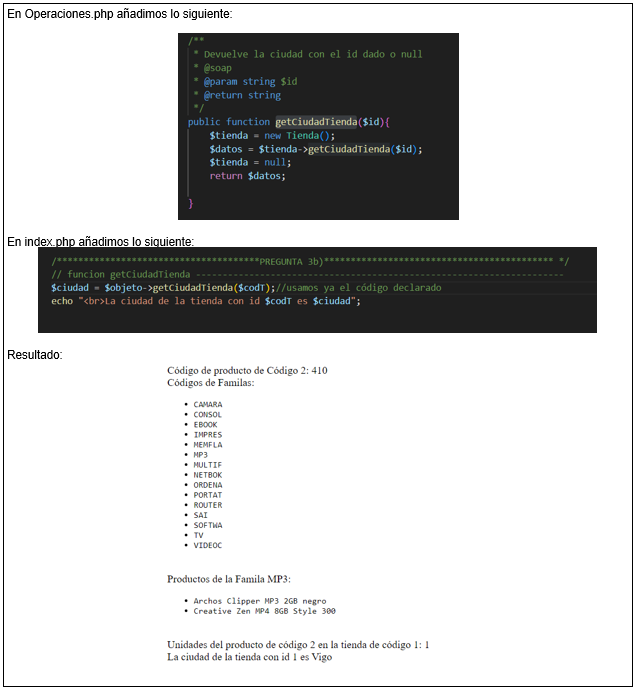 En Operaciones.php añadimos lo siguiente:
/**
 * Devuelve la ciudad con el id dado o null
 * @soap
 * @param string $id
 * @return string
 */
public function getCiudadTienda($id){
    $tienda = new Tienda();
    $datos = $tienda->getCiudadTienda($id);
    $tienda = null;
    return $datos;
}
En index.php añadimos lo siguiente:
/***************************************PREGUNTA 3b)******************************************** */
// funcion getCiudadTienda ----------------------------------------------------------------------
$ciudad = $objeto->getCiudadTienda($codT);//usamos ya el código declarado
echo "<br>La ciudad de la tienda con id $codT es $ciudad";
Resultado:
Código de producto de Código 2: 410
Códigos de Familas:
• CAMARA
• CONSOL
• EBOOK
• IMPRES
• MEMFLA
• MP3
• MULTIF
• NETBOK
• ORDENA
• PORTAT
• ROUTER
• SAI
• SOFTWA
• TV
• VIDEOC
Productos de la Famila MP3:
• Archos Clipper MP3 2GB negro
• Creative Zen MP4 8GB Style 300
Unidades del producto de código 2 en la tienda de código 1: 1
La ciudad de la tienda con id 1 es Vigo